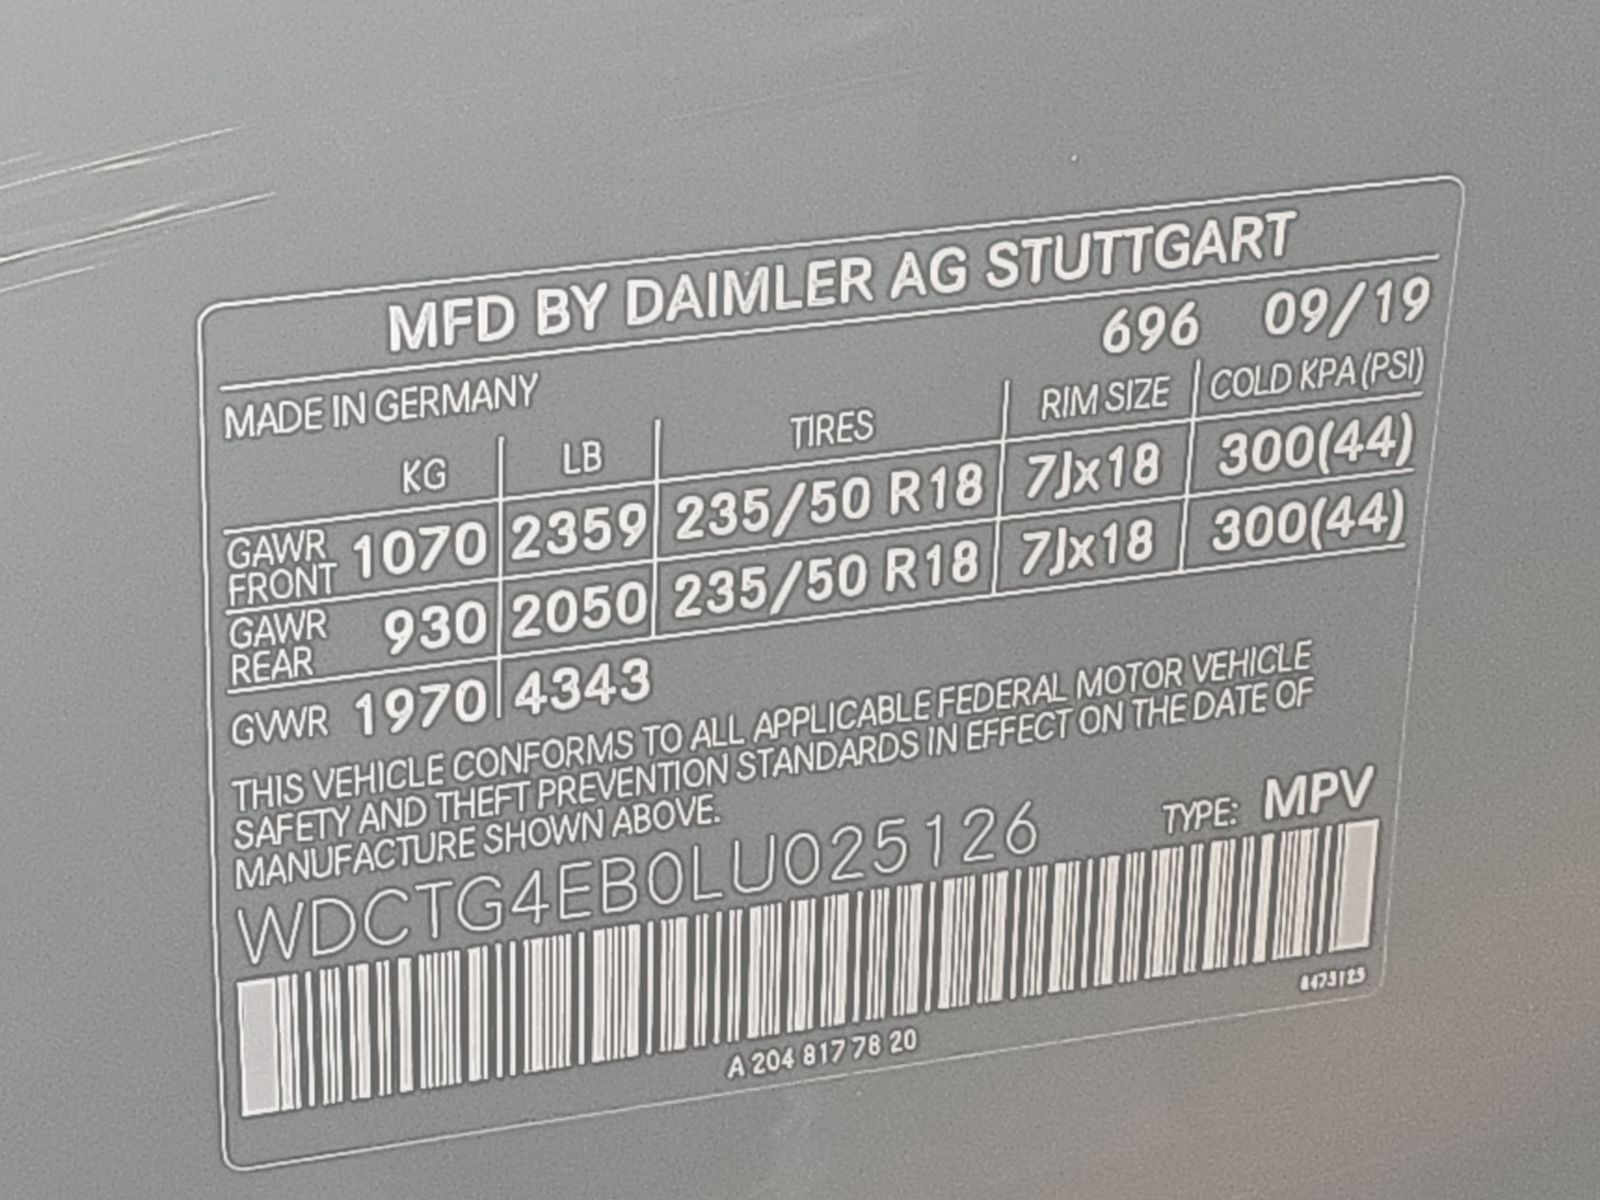 MFD BY DAIMLER AG STUTTGART
696 09/19
MADE IN GERMANY
KG LB TIRES RIM SIZE COLD KPA (PSI)
GAWR FRONT 1070 2359 235/50 R18 7Jx18 300(44)
GAWR REAR 930 2050 235/50 R18 7Jx18 300(44)
GVWR 1970 4343
THIS VEHICLE CONFORMS TO ALL APPLICABLE FEDERAL MOTOR VEHICLE
SAFETY AND THEFT PREVENTION STANDARDS IN EFFECT ON THE DATE OF
MANUFACTURE SHOWN ABOVE.
TYPE: MPV
WDCTG4EB0LU025126
A 204 817 78 20